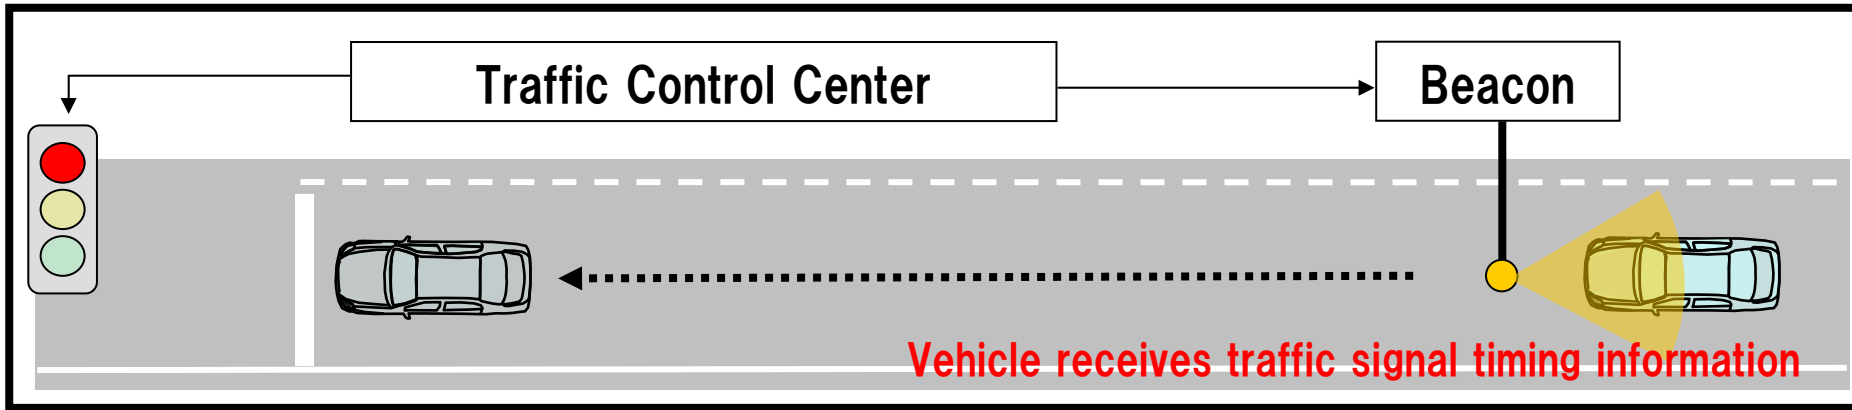 Traffic Control Center
Beacon
Vehicle receives traffic signal timing information